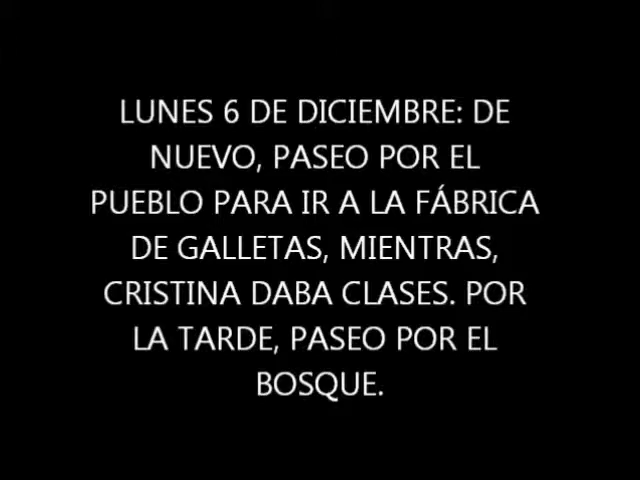 LUNES 6 DE DICIEMBRE: DE
NUEVO, PASEO POR EL
PUEBLO PARA IR A LA FÁBRICA
DE GALLETAS, MIENTRAS,
CRISTINA DABA CLASES. POR
LA TARDE, PASEO POR EL
BOSQUE.